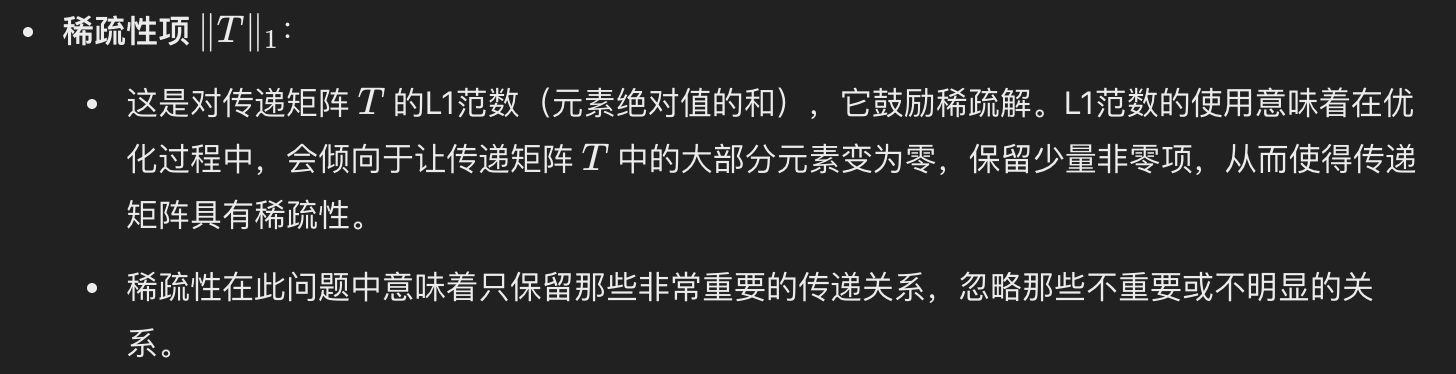 • 稀疏性项 ∥T∥₁：
• 这是对传递矩阵 T 的L1范数（元素绝对值的和），它鼓励稀疏解。L1范数的使用意味着在优
化过程中，会倾向于让传递矩阵 T 中的大部分元素变为零，保留少量非零项，从而使得传递
矩阵具有稀疏性。
• 稀疏性在此问题中意味着只保留那些非常重要的传递关系，忽略那些不重要或不明显的关
系。